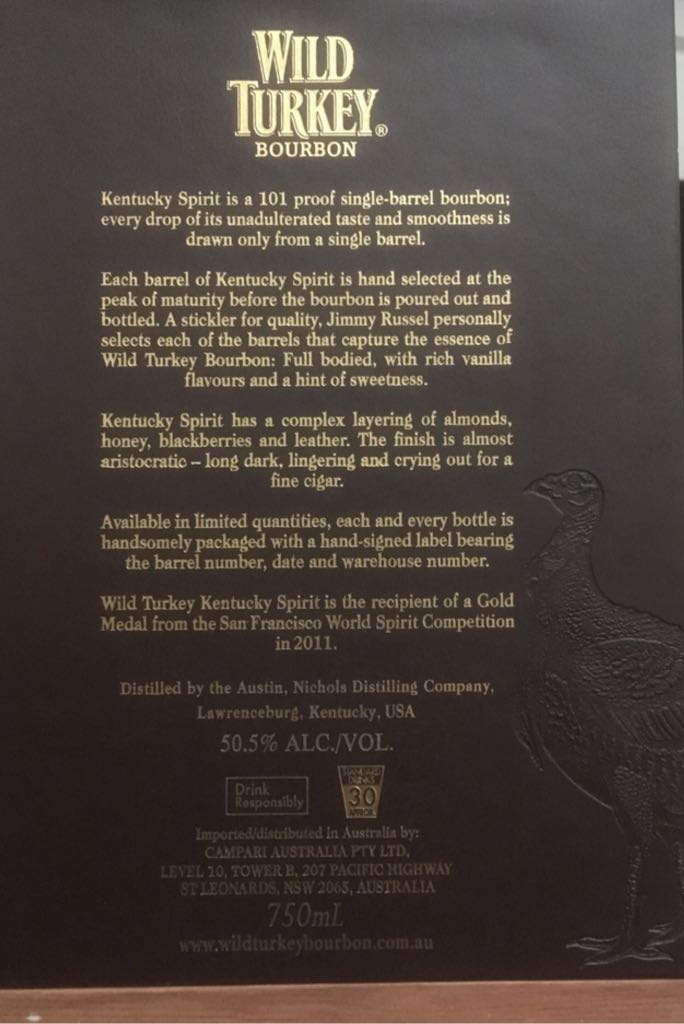 WILD
TURKEY®
BOURBON
Kentucky Spirit is a 101 proof single-barrel bourbon;
every drop of its unadulterated taste and smoothness is
drawn only from a single barrel.
Each barrel of Kentucky Spirit is hand selected at the
peak of maturity before the bourbon is poured out and
bottled. A stickler for quality, Jimmy Russel personally
selects each of the barrels that capture the essence of
Wild Turkey Bourbon: Full bodied, with rich vanilla
flavours and a hint of sweetness.
Kentucky Spirit has a complex layering of almonds,
honey, blackberries and leather. The finish is almost
aristocratic – long dark, lingering and crying out for a
fine cigar.
Available in limited quantities, each and every bottle is
handsomely packaged with a hand-signed label bearing
the barrel number, date and warehouse number.
Wild Turkey Kentucky Spirit is the recipient of a Gold
Medal from the San Francisco World Spirit Competition
in 2011.
Distilled by the Austin, Nichols Distilling Company,
Lawrenceburg, Kentucky, USA
50.5% ALC./VOL.
Drink
Responsibly
STANDARD
DRINKS
30
Imported/distributed in Australia by:
CAMPARI AUSTRALIA PTY LTD,
LEVEL 10, TOWER B, 207 PACIFIC HIGHWAY
ST LEONARDS, NSW 2065, AUSTRALIA
750mL
www.wildturkeybourbon.com.au